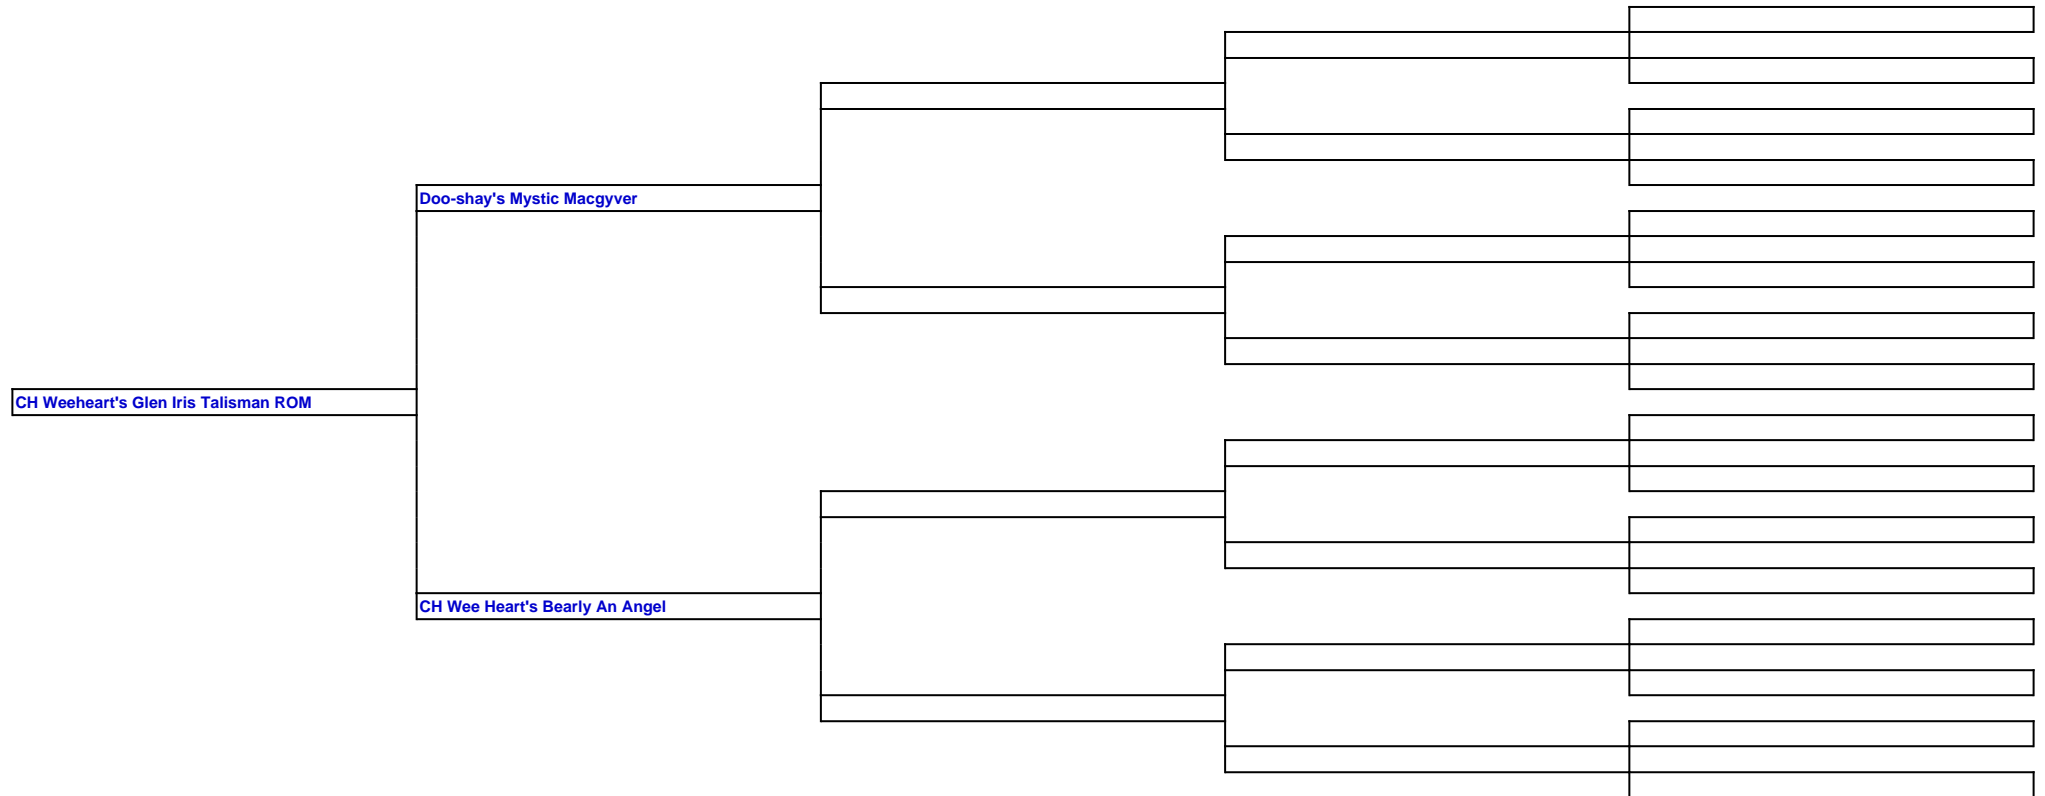 Doo-shay's Mystic Macgyver
CH Weeheart's Glen Iris Talisman ROM
CH Wee Heart's Bearly An Angel